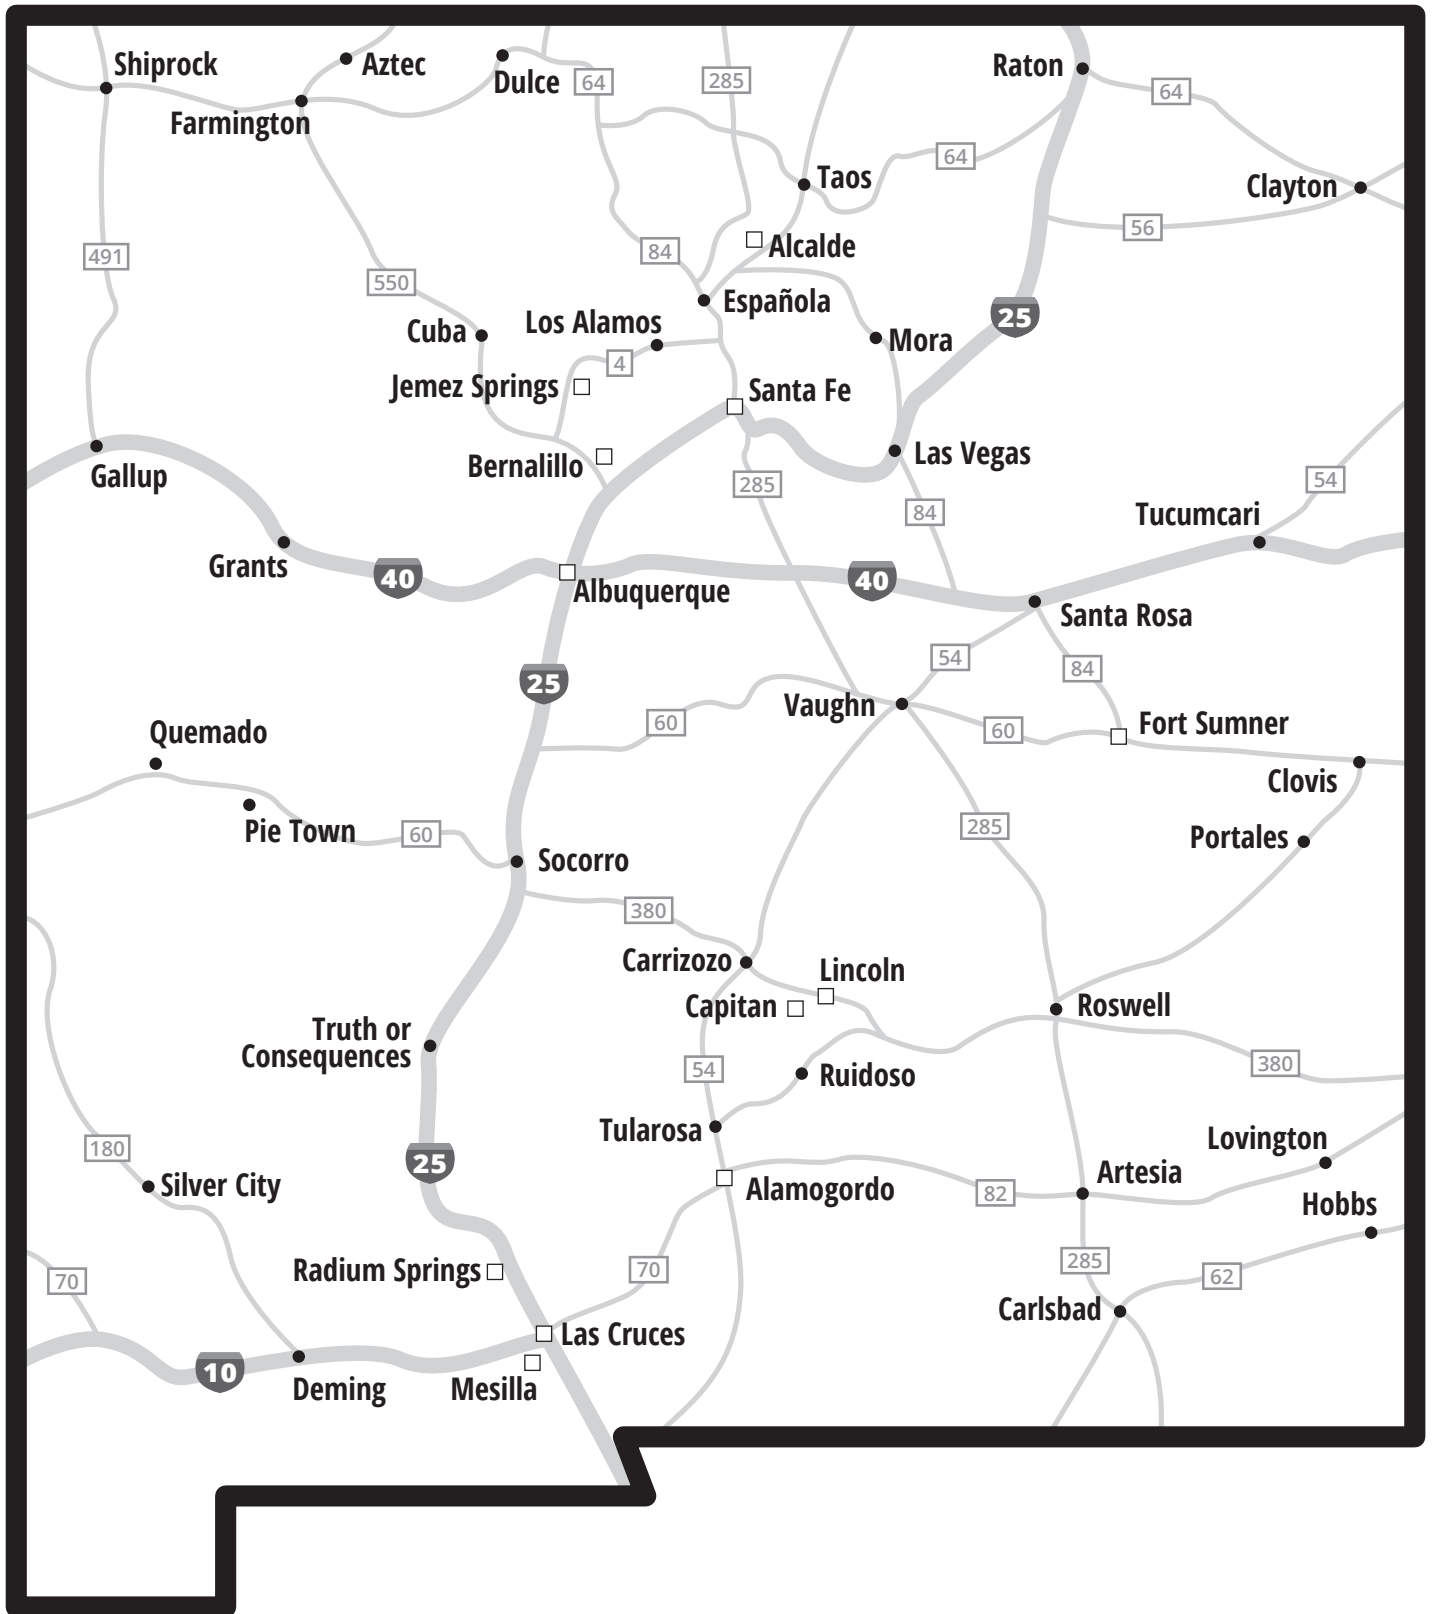 Shiprock
Aztec
Dulce
64
285
Raton
64
Farmington
64
Taos
Clayton
56
491
84
Alcalde
550
Española
25
Cuba
Los Alamos
Mora
4
Jemez Springs
Santa Fe
Gallup
Bernalillo
285
Las Vegas
54
84
Tucumcari
Grants
40
Albuquerque
40
Santa Rosa
25
54
84
Quemado
60
Vaughn
60
Fort Sumner
Clovis
Pie Town
60
285
Portales
Socorro
380
Carrizozo
Lincoln
Capitan
Roswell
Truth or
Consequences
54
Ruidoso
380
Tularosa
180
25
Lovington
Silver City
Alamogordo
82
Artesia
Hobbs
Radium Springs
70
70
285
62
Carlsbad
Las Cruces
10
Deming
Mesilla